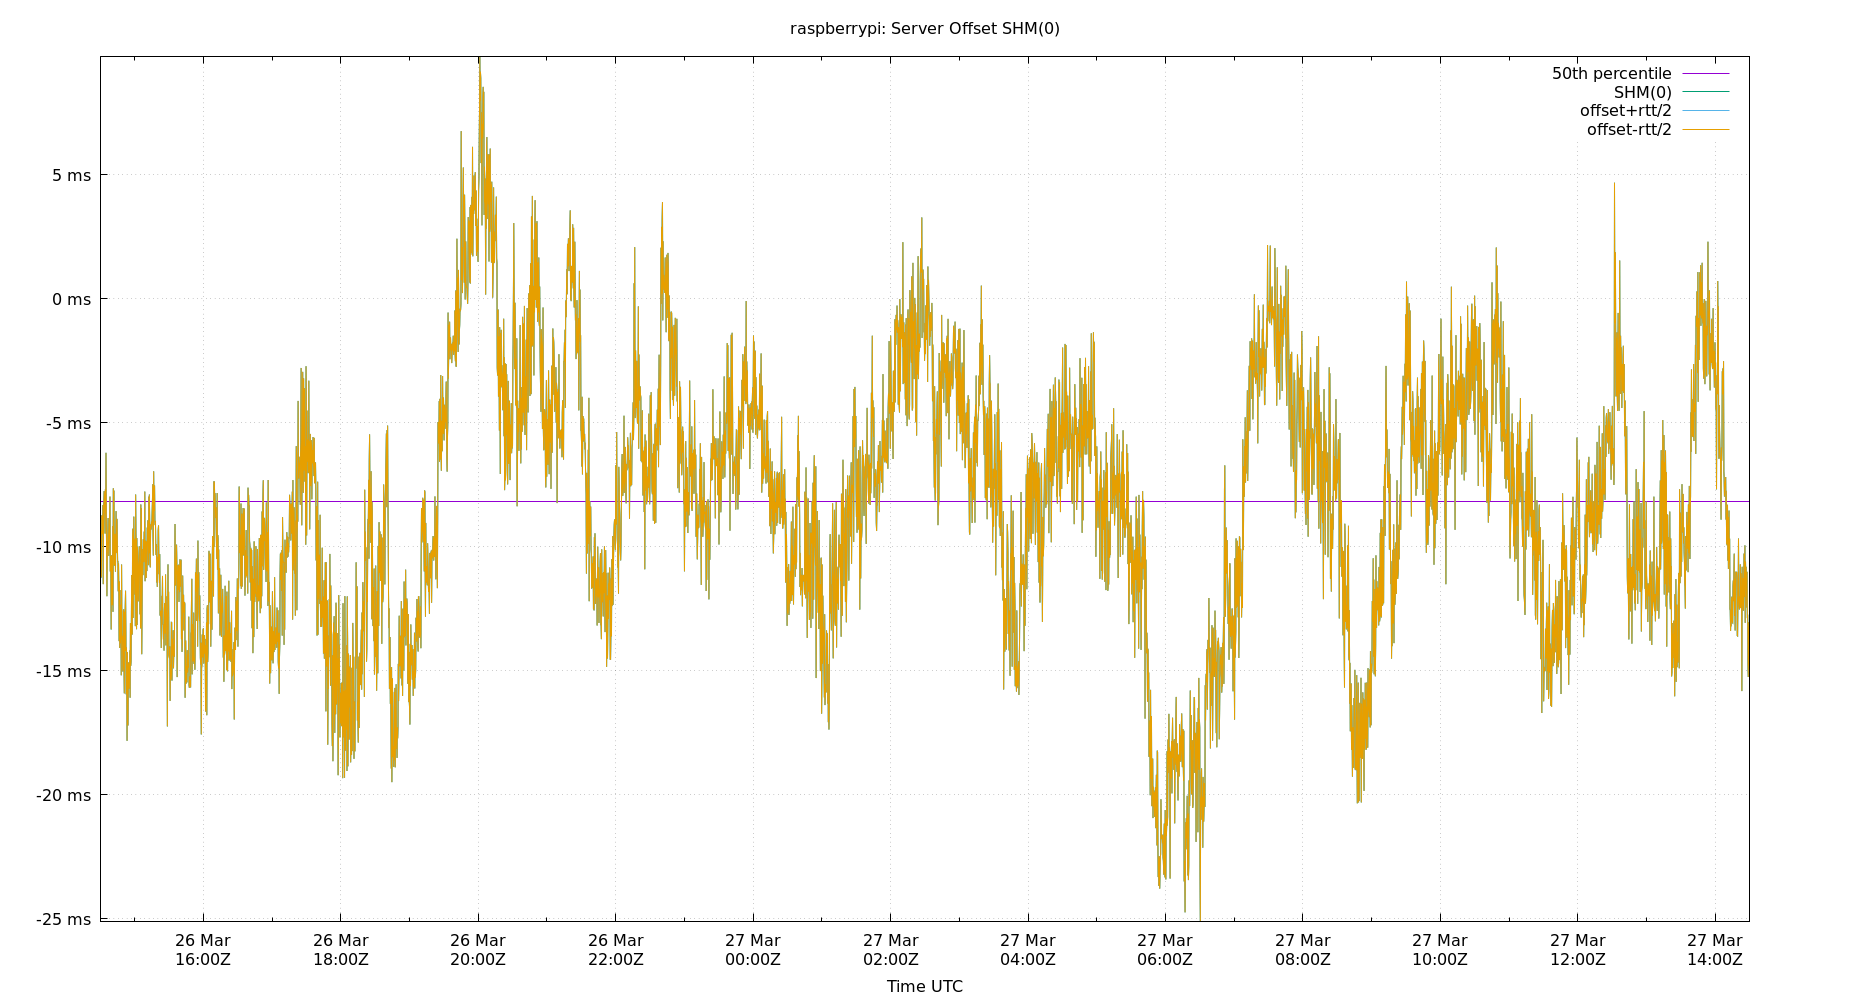 raspberrypi: Server Offset SHM(0)
50th percentile
SHM(0)
offset+rtt/2
offset-rtt/2
5 ms
0 ms
-5 ms
-10 ms
-15 ms
-20 ms
-25 ms
26 Mar 26 Mar 26 Mar 26 Mar 27 Mar 27 Mar 27 Mar 27 Mar 27 Mar 27 Mar 27 Mar 27 Mar
16:00Z 18:00Z 20:00Z 22:00Z 00:00Z 02:00Z 04:00Z 06:00Z 08:00Z 10:00Z 12:00Z 14:00Z
Time UTC